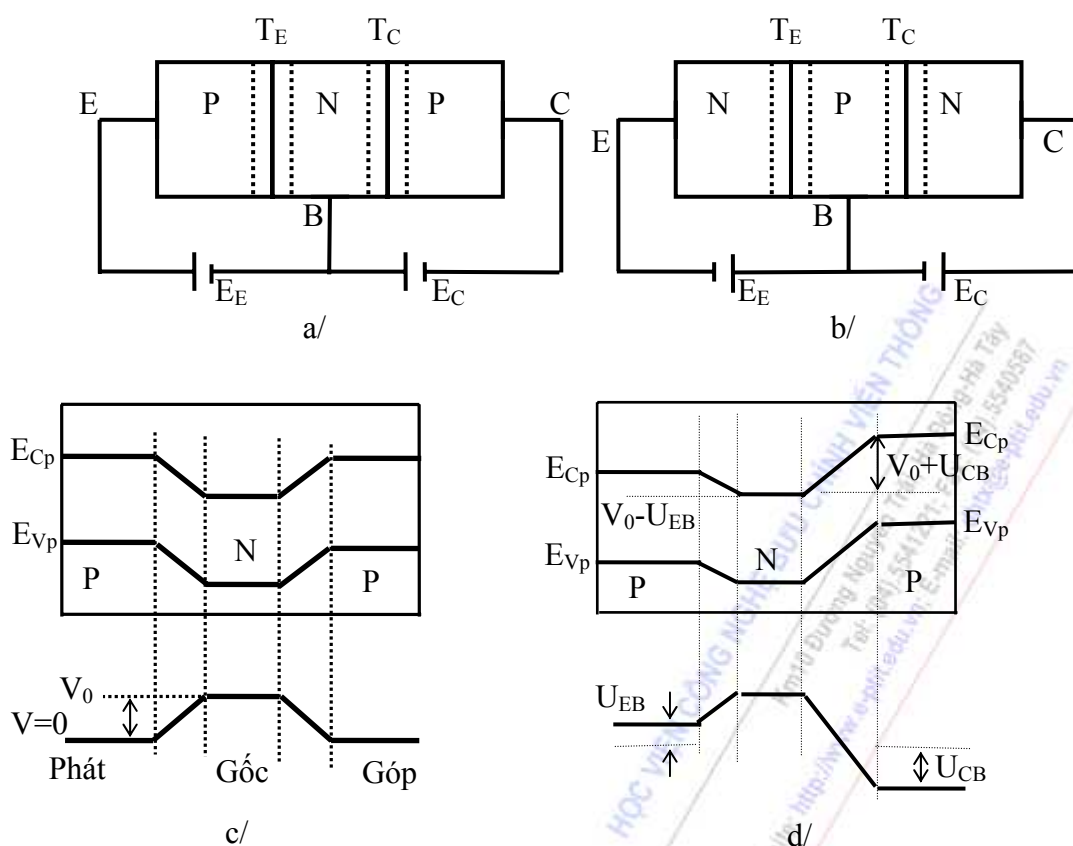 T_E T_C
P N P
E C
B
E_E E_C
a/
T_E T_C
N P N
E C
B
E_E E_C
b/
E_Cp
E_Vp
N
P P
V_0
V=0
Phát Gốc Góp
c/
E_Cp
E_Cp
V_0+U_CB
V_0-U_EB
E_Vp
E_Vp
N
P P
U_EB
U_CB
d/
HỌC VIỆN CÔNG NGHỆ BƯU CHÍNH VIỄN THÔNG